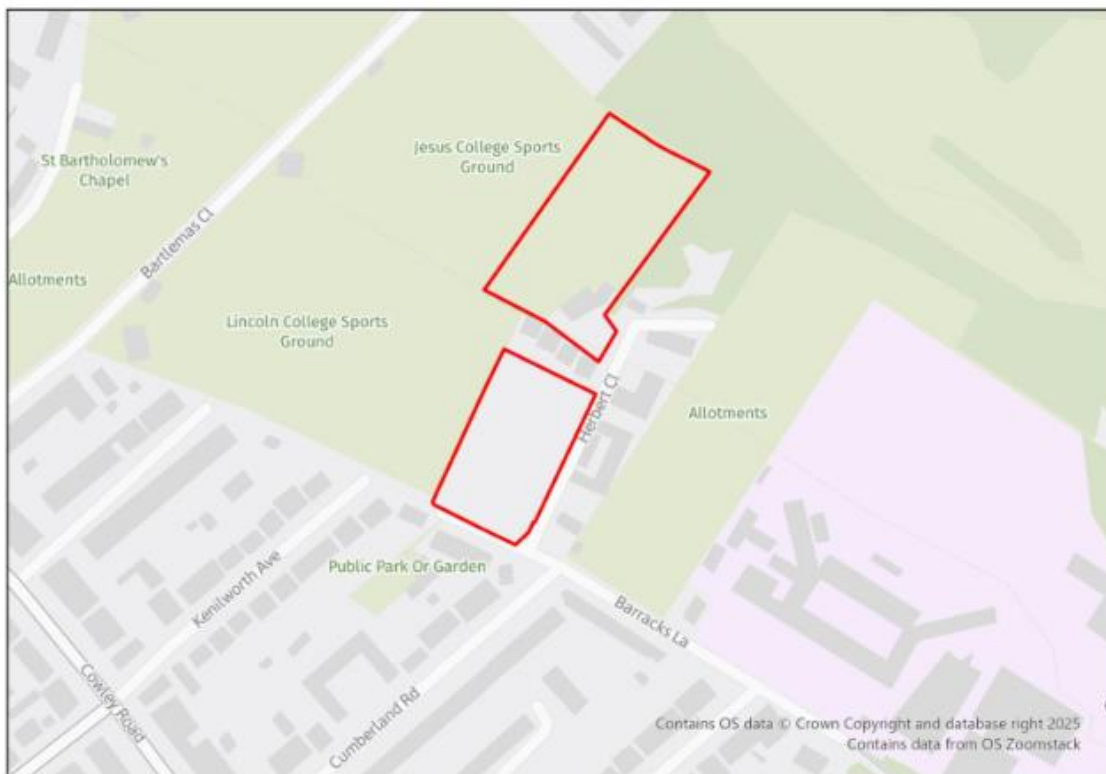 Jesus College Sports
Ground
St Bartholomew's
Chapel
Bartlemas Cl
Allotments
Lincoln College Sports
Ground
Herbert Cl
Allotments
Public Park Or Garden
Kenilworth Ave
Barracks La
Cowley Road
Cumberland Rd
Contains OS data © Crown Copyright and database right 2025
Contains data from OS Zoomstack